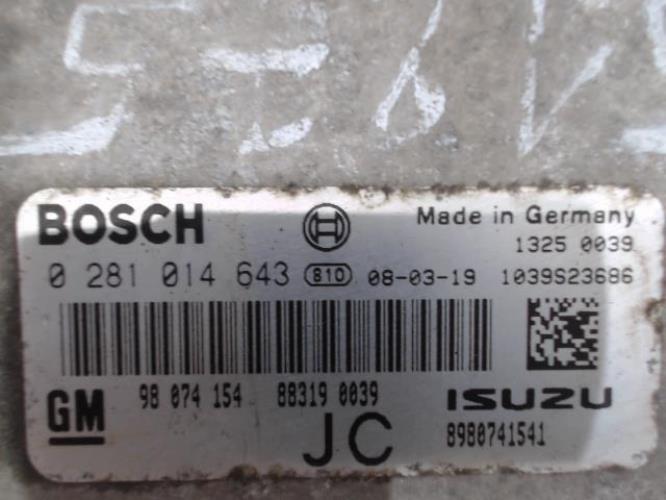 BOSCH Made in Germany
1325 0039
0 281 014 643 810 08-03-19 1039S23686
GM 98 074 154 88319 0039 ISUZU
JC 8980741541